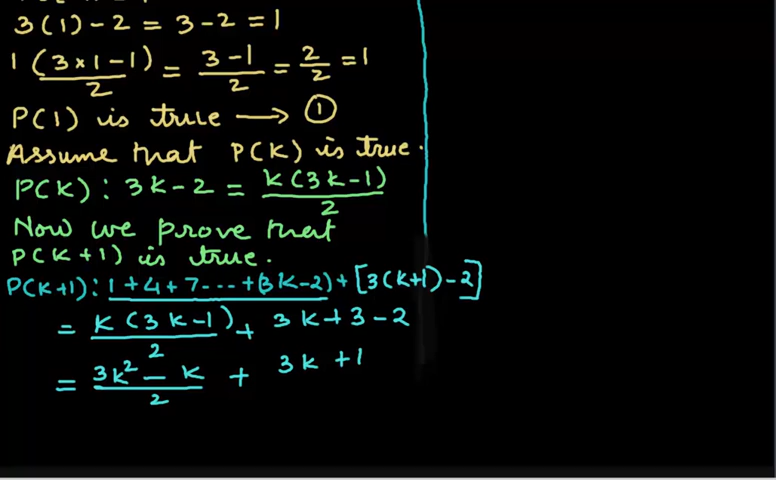 3(1)-2 = 3-2 = 1
1 (3×1-1)/2 = 3-1/2 = 2/2 = 1
P(1) is true → ①
Assume that P(K) is true.
P(K) : 3K-2 = K(3K-1)/2
Now we prove that
P(K+1) is true.
P(K+1) : 1+4+7---+(3K-2)+[3(K+1)-2]
= K(3K-1)/2 + 3K+3-2
= 3K²-K/2 + 3K+1